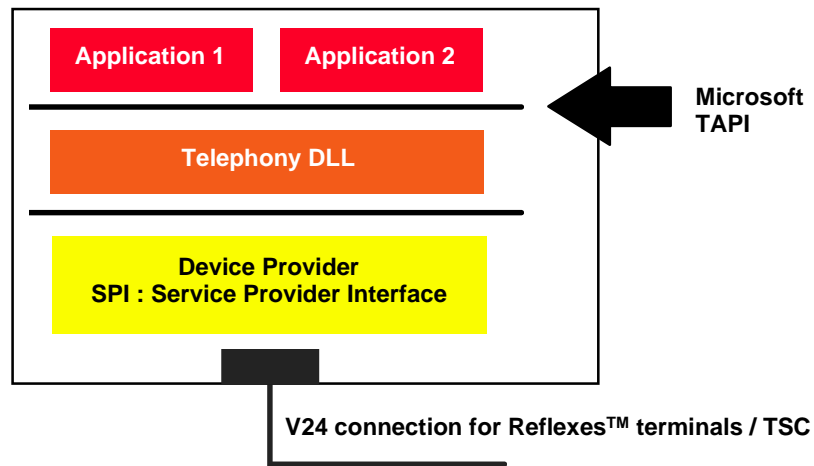 Application 1
Application 2
Microsoft
TAPI
Telephony DLL
Device Provider
SPI : Service Provider Interface
V24 connection for Reflexes™ terminals / TSC